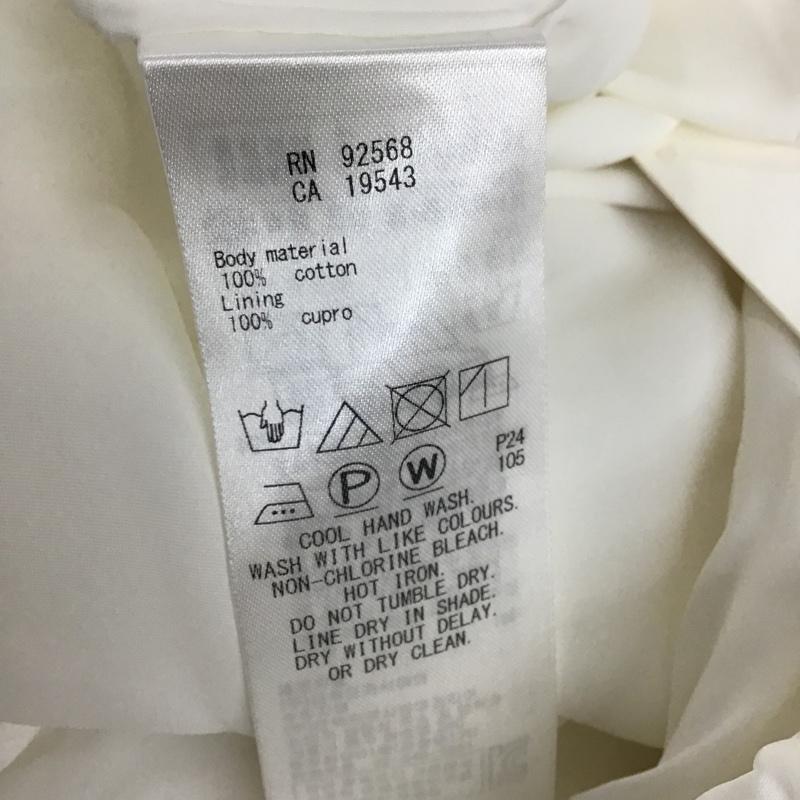 RN 92568
CA 19543
Body material
100% cotton
Lining
100% cupro
P W
P24
105
COOL HAND WASH.
WASH WITH LIKE COLOURS.
NON-CHLORINE BLEACH.
HOT IRON.
DO NOT TUMBLE DRY.
LINE DRY IN SHADE.
DRY WITHOUT DELAY.
OR DRY CLEAN.